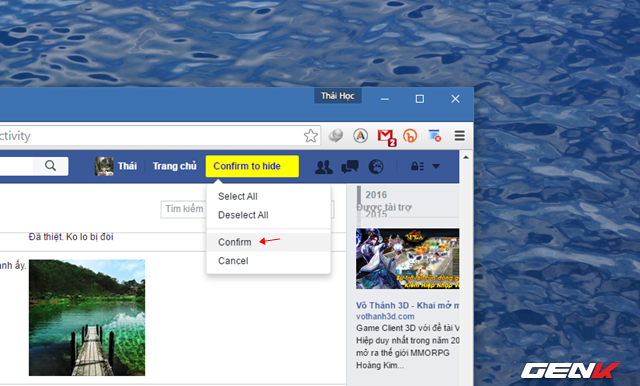 Thái Học
ctivity
2
Thái Trang chủ Confirm to hide
Select All
Deselect All
Confirm
Cancel
Tìm kiếm
2016
Được tài trợ
2015
Đã thiệt. Ko lo bị đói
anh ấy.
Võ Thánh 3D - Khai mở m
vothanh3d.com
Game Client 3D với đề tài V
Hiệp duy nhất trong năm 20
mở ra thế giới MMORPG
Hoàng Kim...
GENK